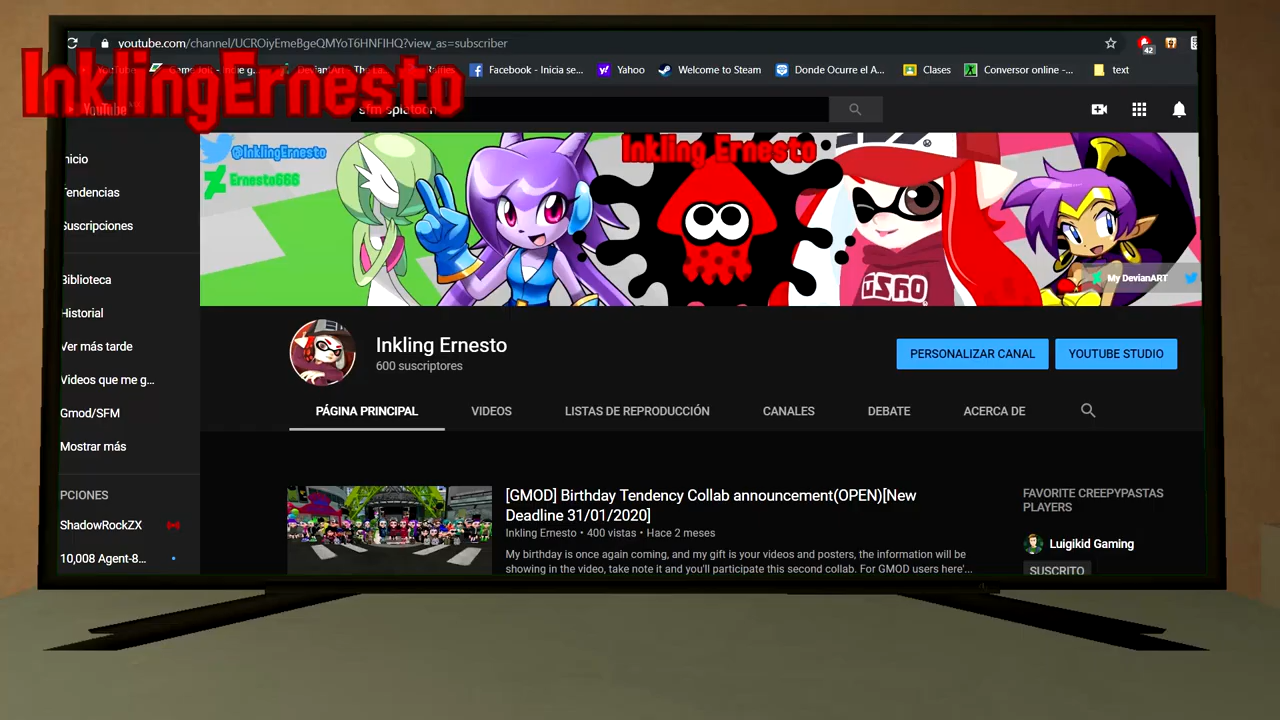 InklingErnesto
youtube.com/channel/UCROiyEmeBgeQMYoT6HNFIHQ?view_as=subscriber
42
Facebook - Inicia se...
Yahoo
Welcome to Steam
Donde Ocurre el A...
Clases
Conversor online -...
text
YouTube
sfm splatoon
nicio
Tendencias
Suscripciones
Biblioteca
Historial
Ver más tarde
Videos que me g...
Gmod/SFM
Mostrar más
PCIONES
ShadowRockZX
10,008 Agent-8...
@InklingErnesto
Ernesto666
Inkling Ernesto
My DevianART
Inkling Ernesto
600 suscriptores
PERSONALIZAR CANAL
YOUTUBE STUDIO
PÁGINA PRINCIPAL
VIDEOS
LISTAS DE REPRODUCCIÓN
CANALES
DEBATE
ACERCA DE
[GMOD] Birthday Tendency Collab announcement(OPEN)[New
Deadline 31/01/2020]
Inkling Ernesto • 400 vistas • Hace 2 meses
My birthday is once again coming, and my gift is your videos and posters, the information will be
showing in the video, take note it and you'll participate this second collab. For GMOD users here'...
FAVORITE CREEPYPASTAS
PLAYERS
Luigikid Gaming
SUSCRITO